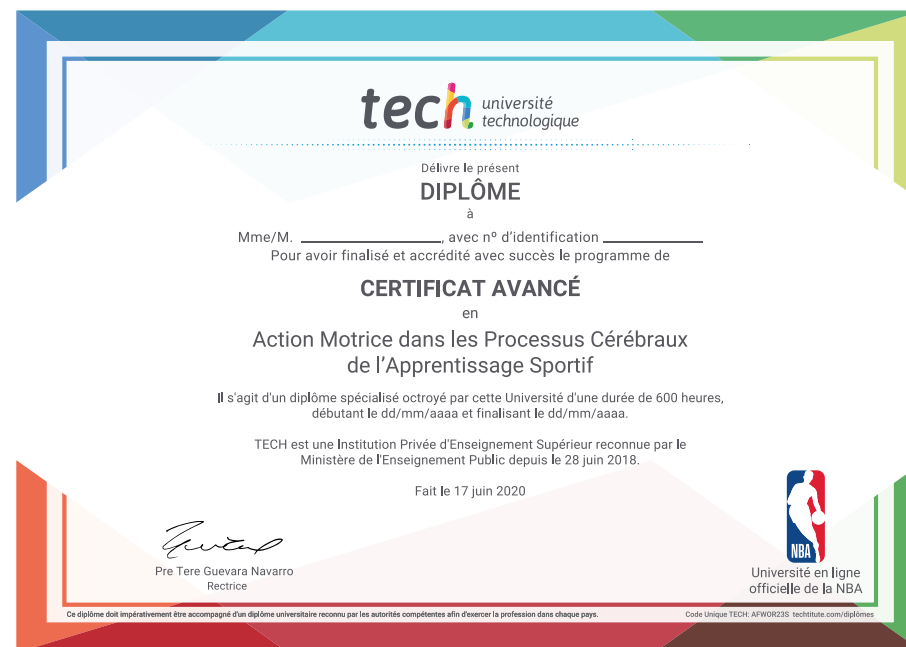 tech université
technologique
Délivre le présent
DIPLÔME
à
Mme/M. ____________________, avec nº d'identification ______________
Pour avoir finalisé et accrédité avec succès le programme de
CERTIFICAT AVANCÉ
en
Action Motrice dans les Processus Cérébraux
de l'Apprentissage Sportif
Il s'agit d'un diplôme spécialisé octroyé par cette Université d'une durée de 600 heures,
débutant le dd/mm/aaaa et finalisant le dd/mm/aaaa.
TECH est une Institution Privée d'Enseignement Supérieur reconnue par le
Ministère de l'Enseignement Public depuis le 28 juin 2018.
Fait le 17 juin 2020
Pre Tere Guevara Navarro
Rectrice
NBA
Université en ligne
officielle de la NBA
Ce diplôme doit impérativement être accompagné d'un diplôme universitaire reconnu par les autorités compétentes afin d'exercer la profession dans chaque pays.
Code Unique TECH: AFWOR23S techtitute.com/diplômes